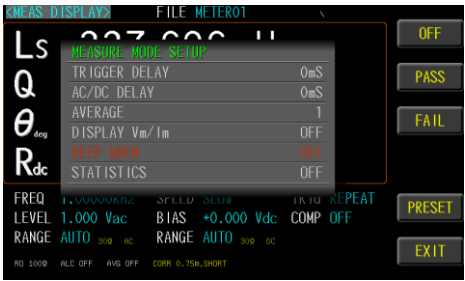 <MEAS DISPLAY> FILE METER01 \
OFF
Ls
MEASURE MODE SETUP
TRIGGER DELAY 0mS
PASS
Q
AC/DC DELAY 0mS
AVERAGE 1
FAIL
θ deg
DISPLAY Vm/Im OFF
BEEP WHEN OFF
Rdc
STATISTICS OFF
FREQ 1.00000KHz SPEED SLOW TRIG REPEAT
LEVEL 1.000 Vac BIAS +0.000 Vdc COMP OFF
PRESET
RANGE AUTO 30Ω AC RANGE AUTO 30Ω DC
EXIT
RO 100Ω ALC OFF AVG OFF CORR 0.75m,SHORT